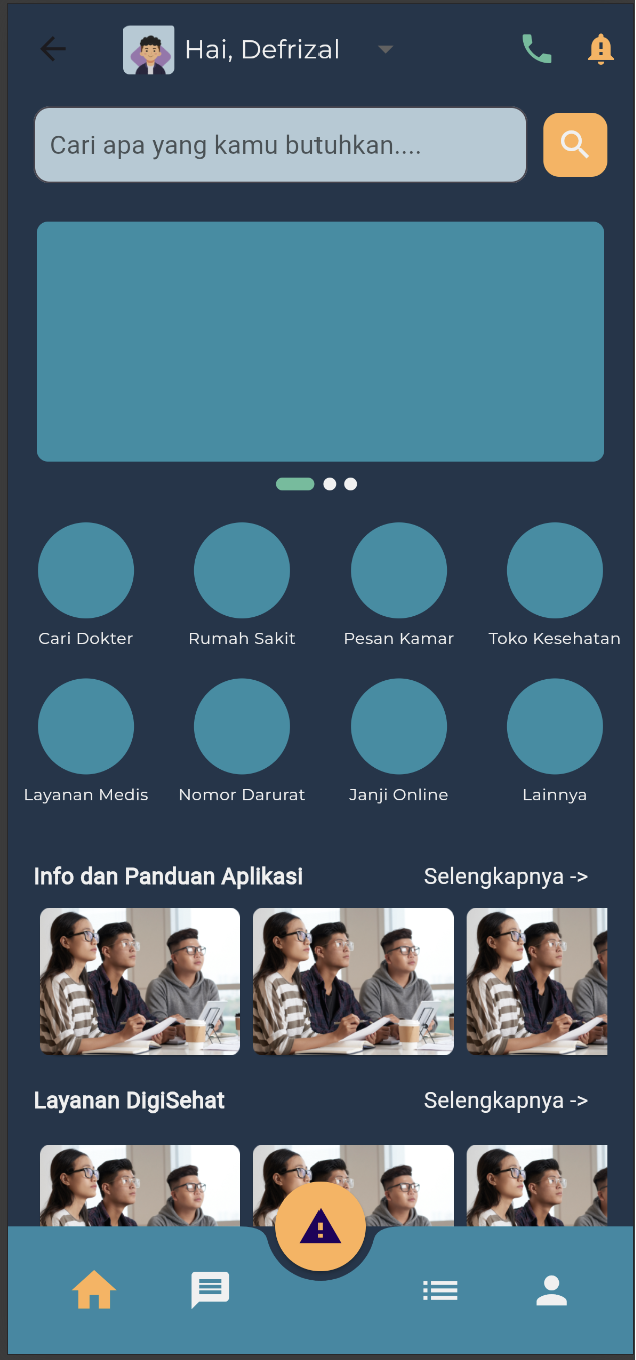 Hai, Defrizal
Cari apa yang kamu butuhkan....
Cari Dokter
Rumah Sakit
Pesan Kamar
Toko Kesehatan
Layanan Medis
Nomor Darurat
Janji Online
Lainnya
Info dan Panduan Aplikasi
Selengkapnya ->
Layanan DigiSehat
Selengkapnya ->